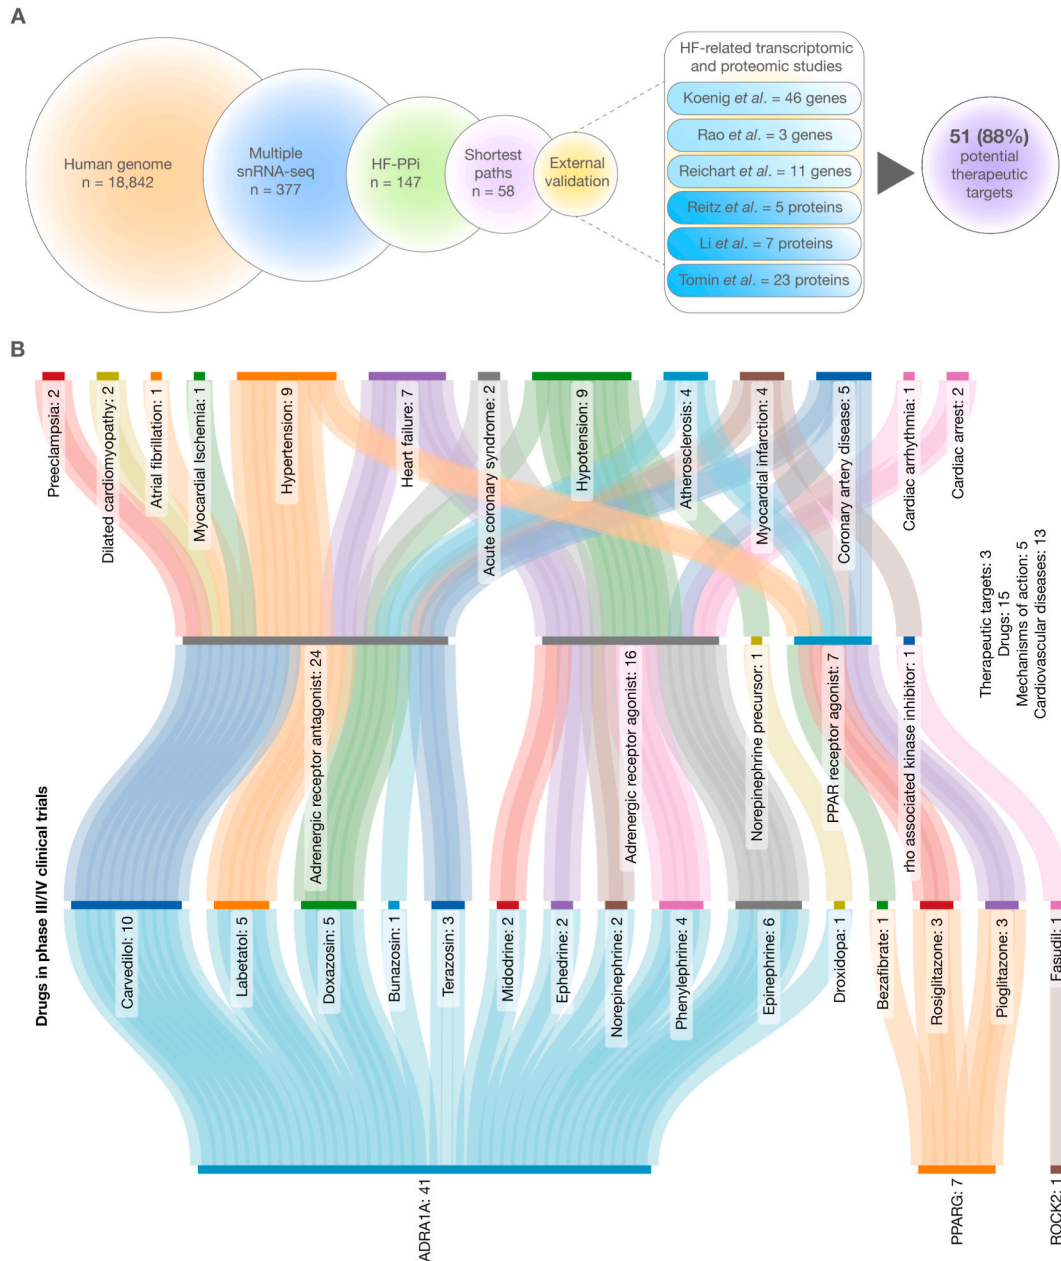 A
Human genome
n = 18,842
Multiple
snRNA-seq
n = 377
HF-PPi
n = 147
Shortest
paths
n = 58
External
validation
HF-related transcriptomic
and proteomic studies
Koenig et al. = 46 genes
Rao et al. = 3 genes
Reichart et al. = 11 genes
Reitz et al. = 5 proteins
Li et al. = 7 proteins
Tomin et al. = 23 proteins
51 (88%)
potential
therapeutic
targets
B
Preclampsia: 2
Dilated cardiomyopathy: 2
Atrial fibrillation: 1
Myocardial Ischemia: 1
Hypertension: 9
Heart failure: 7
Acute coronary syndrome: 2
Hypotension: 9
Atherosclerosis: 4
Myocardial infarction: 4
Coronary artery disease: 5
Cardiac arrhythmia: 1
Cardiac arrest: 2
Therapeutic targets: 3
Drugs: 15
Mechanisms of action: 5
Cardiovascular diseases: 13
Adrenergic receptor antagonist: 24
Adrenergic receptor agonist: 16
Norepinephrine precursor: 1
PPAR receptor agonist: 7
rho associated kinase inhibitor: 1
Drugs in phase III/IV clinical trials
Carvedilol: 10
Labetatol: 5
Doxazosin: 5
Bunazosin: 1
Terazosin: 3
Midodrine: 2
Ephedrine: 2
Norepinephrine: 2
Phenylephrine: 4
Epinephrine: 6
Droxidopa: 1
Bezafibrate: 1
Rosiglitazone: 3
Pioglitazone: 3
Fasudil: 1
ADRA1A: 41
PPARG: 7
ROCK2: 1